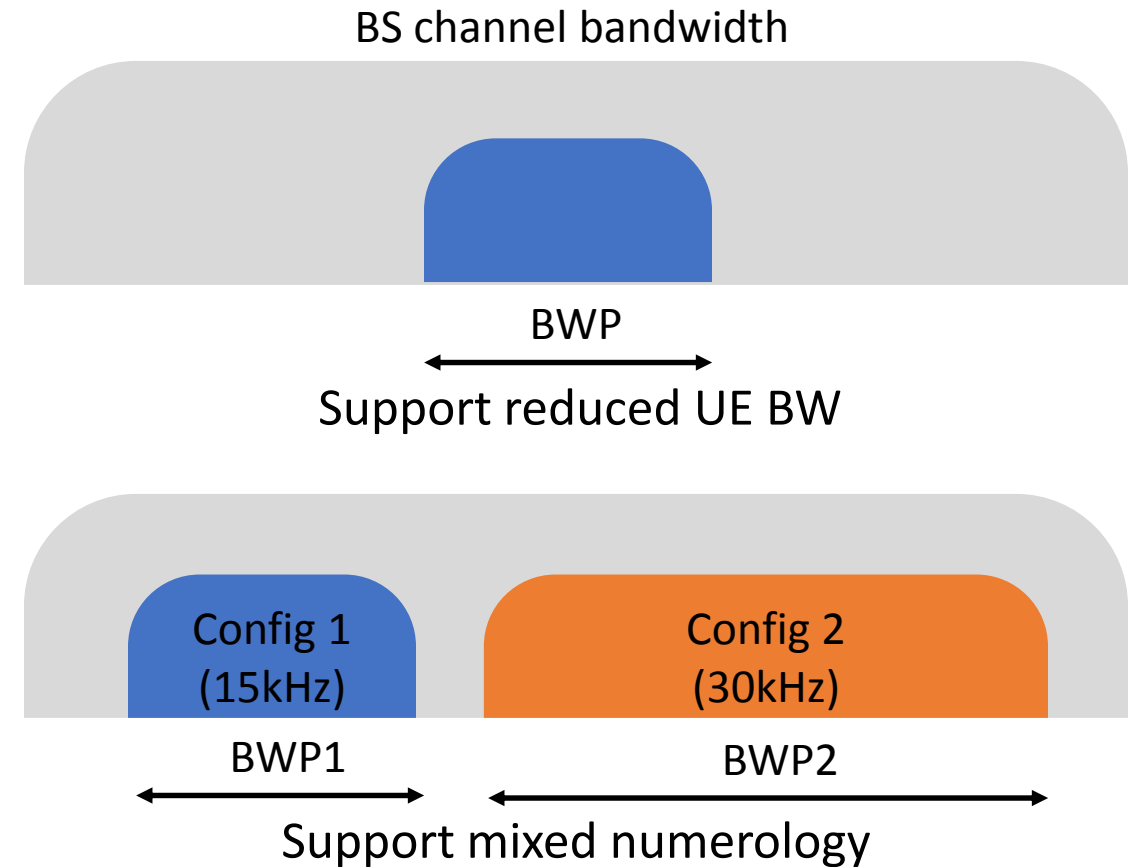 BS channel bandwidth
BWP
Support reduced UE BW
Config 1
(15kHz)
Config 2
(30kHz)
BWP1
BWP2
Support mixed numerology